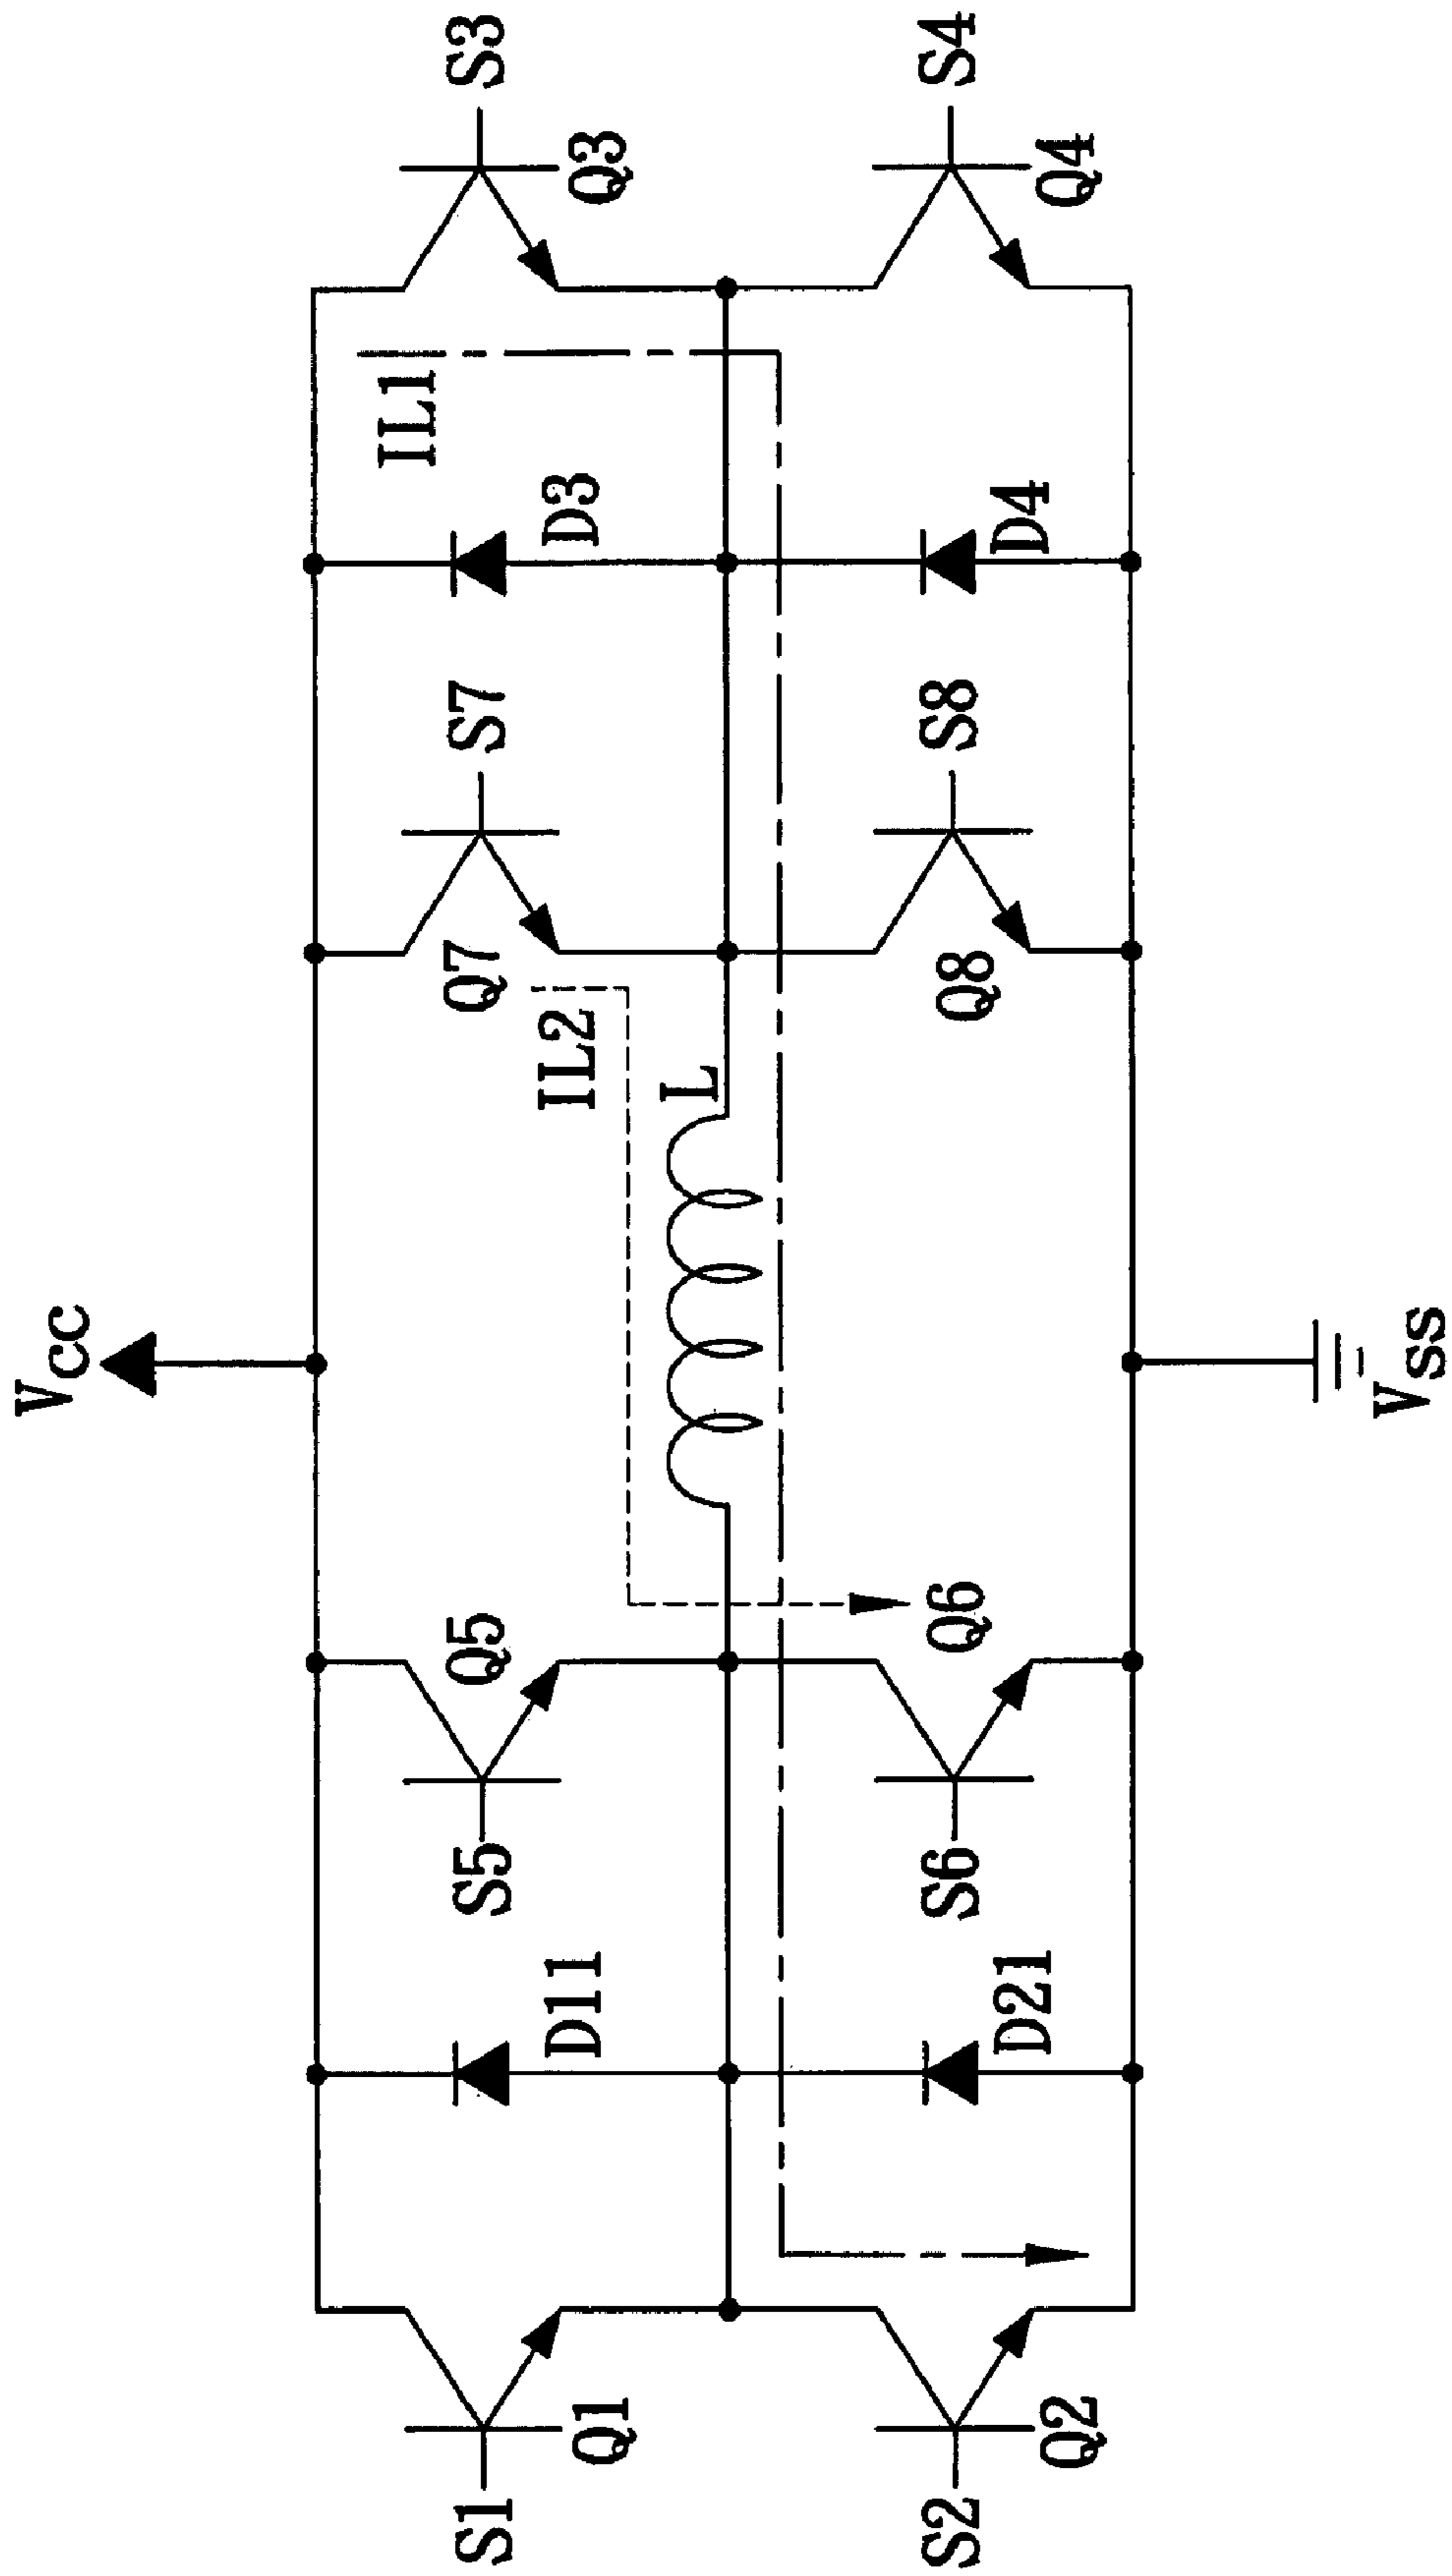 VCC
S1
Q1
D11
S5
Q5
IL2
L
Q7
S7
D3
IL1
Q3
S3
S2
Q2
D21
S6
Q6
Q8
S8
D4
Q4
S4
VSS